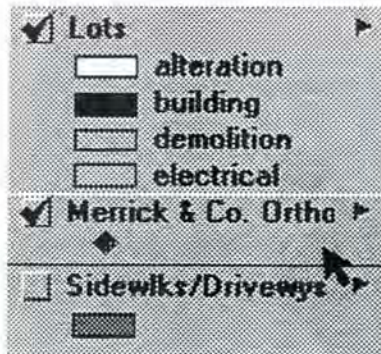 Lots
alteration
building
demolition
electrical
Merrick & Co. Ortho
Sidewlks/Drivewys